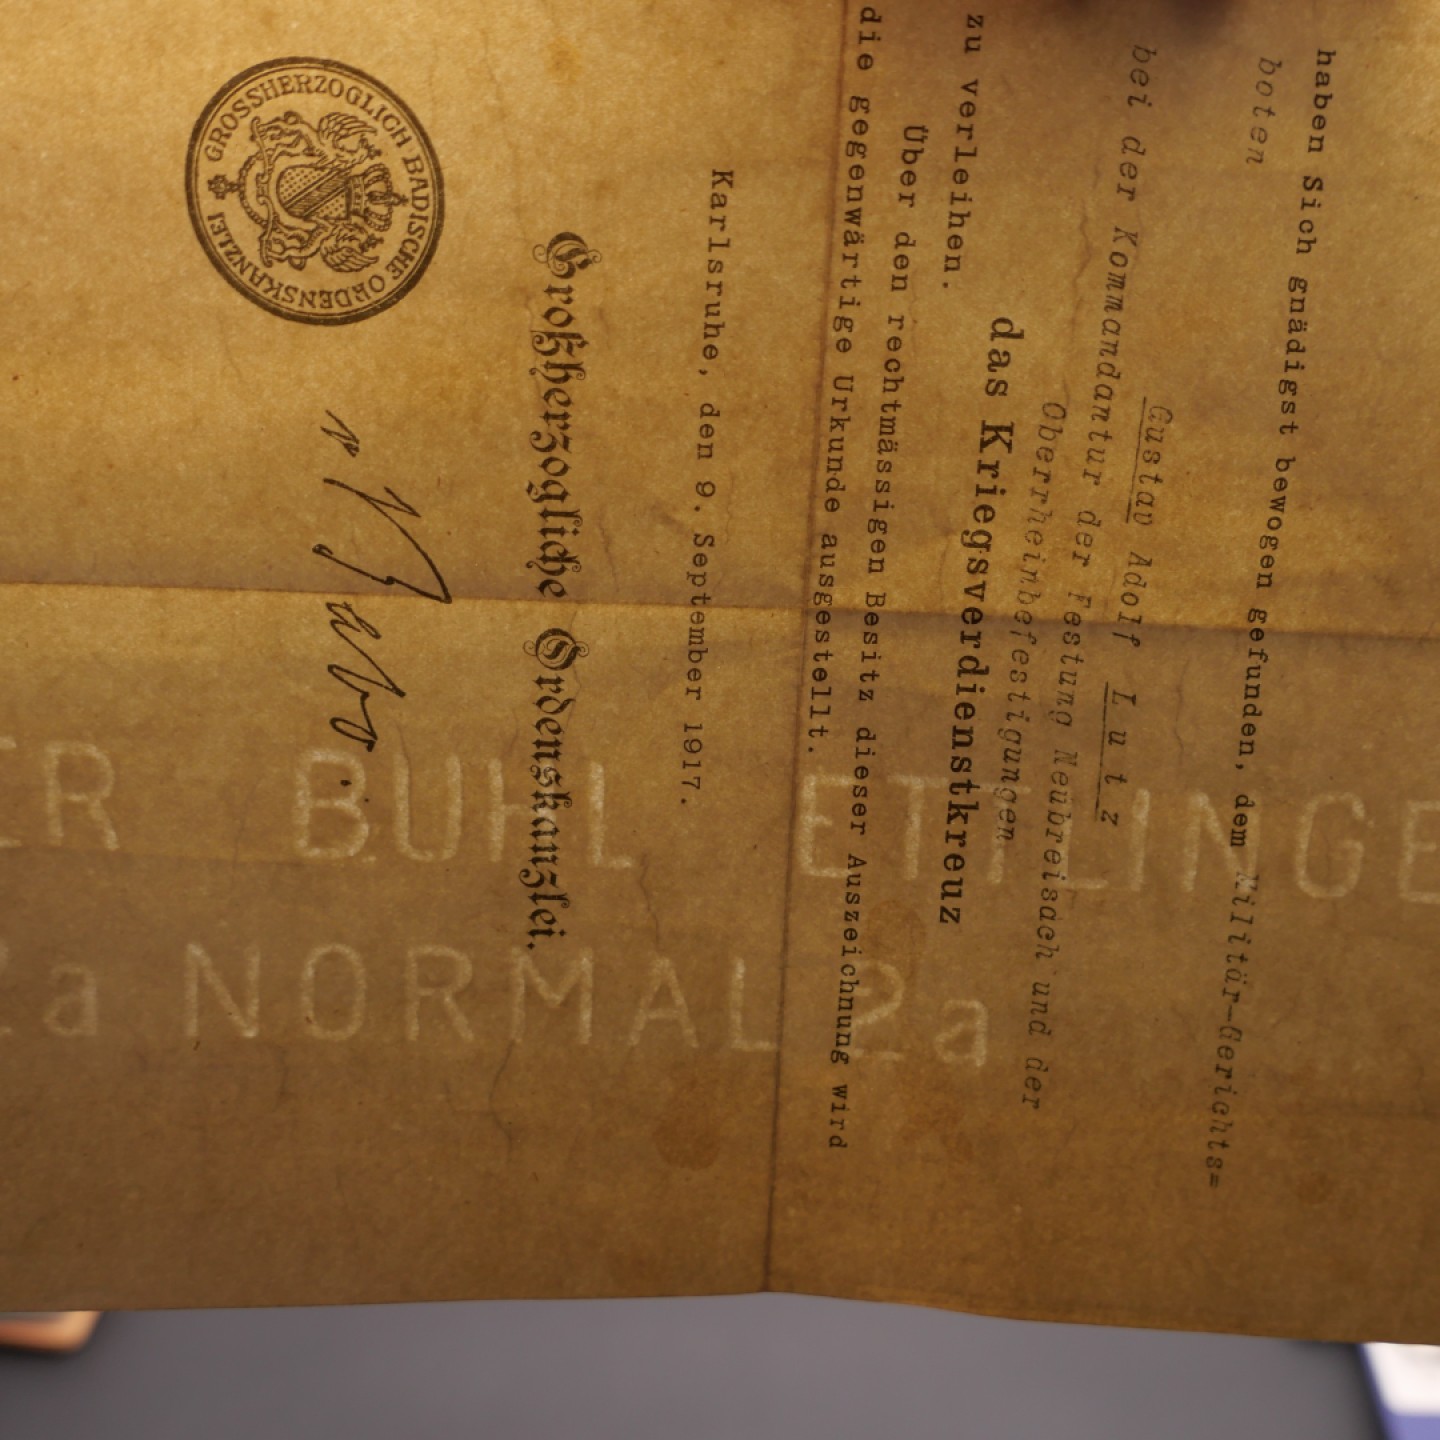 haben Sich gnädigst bewogen gefunden, dem Militär-Gerichts=
boten
Gustav Adolf Lutz
bei der Kommandantur der Festung Neubreisach und der
Oberrheinbefestigungen
das Kriegsverdienstkreuz
zu verleihen.
Über den rechtmässigen Besitz dieser Auszeichnung wird
die gegenwärtige Urkunde ausgestellt.
Karlsruhe, den 9. September 1917.
Großherzogliche Ordenskanzlei.
GROSSHERZOGLICH BADISCHE ORDENSKANZLEI
ER BUHL ETTLINGE
2a NORMAL 2a